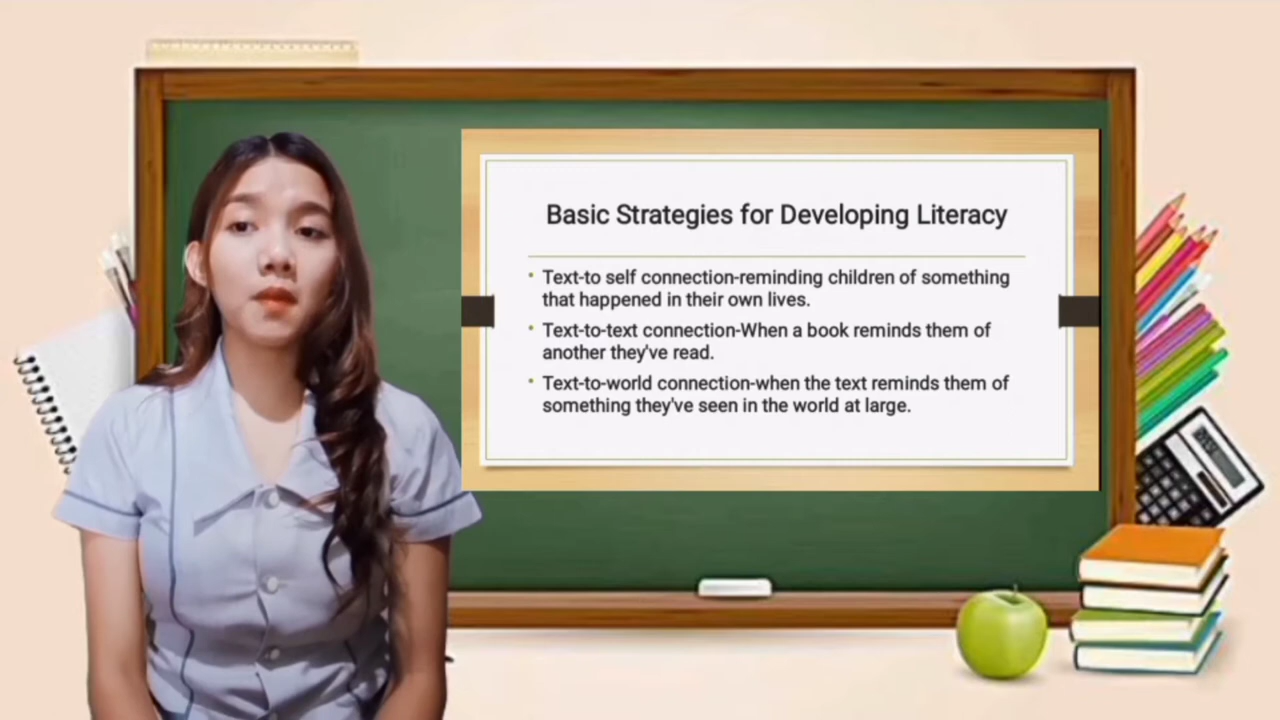 Basic Strategies for Developing Literacy
• Text-to self connection-reminding children of something
that happened in their own lives.
• Text-to-text connection-When a book reminds them of
another they've read.
• Text-to-world connection-when the text reminds them of
something they've seen in the world at large.